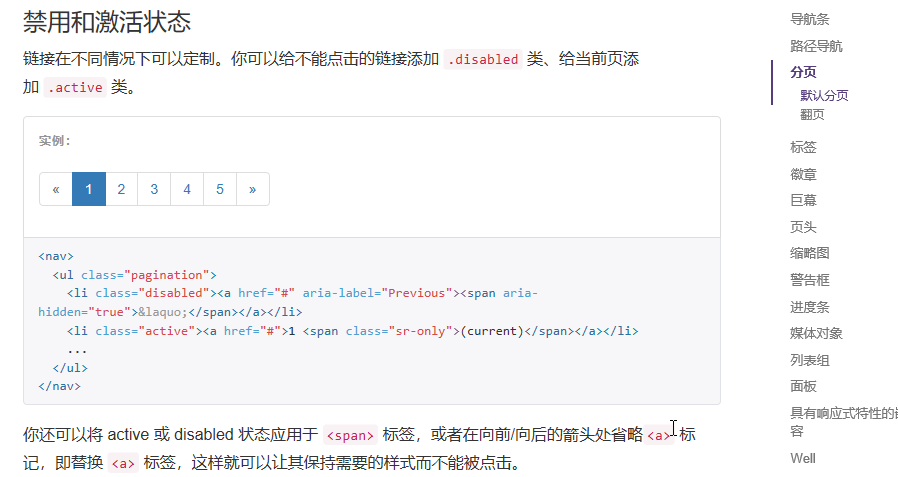 禁用和激活状态
链接在不同情况下可以定制。你可以给不能点击的链接添加 .disabled 类、给当前页添
加 .active 类。
实例：
« 1 2 3 4 5 »
<nav>
  <ul class="pagination">
    <li class="disabled"><a href="#" aria-label="Previous"><span aria-
hidden="true">&laquo;</span></a></li>
    <li class="active"><a href="#">1 <span class="sr-only">(current)</span></a></li>
    ...
  </ul>
</nav>
你还可以将 active 或 disabled 状态应用于 <span> 标签，或者在向前/向后的箭头处省略 <a> 标
记，即替换 <a> 标签，这样就可以让其保持需要的样式而不能被点击。
导航条
路径导航
分页
默认分页
翻页
标签
徽章
巨幕
页头
缩略图
警告框
进度条
媒体对象
列表组
面板
具有响应式特性的
容
Well